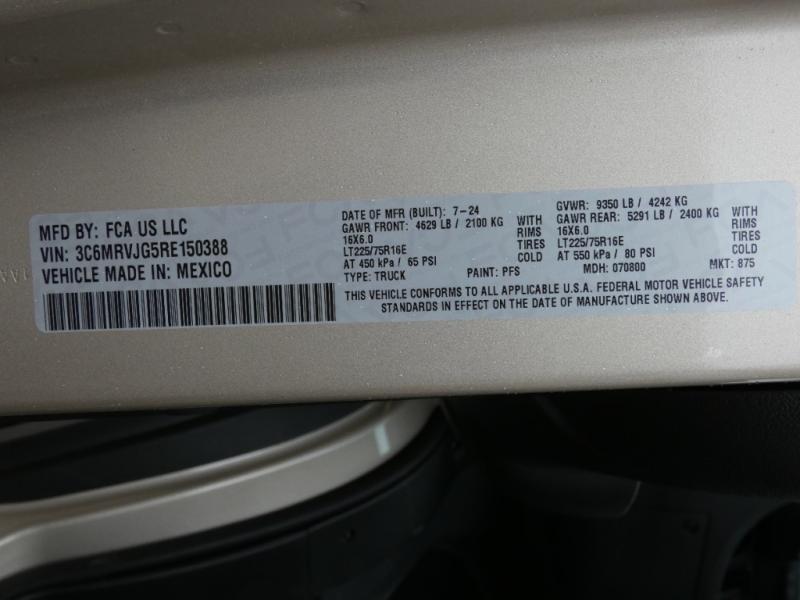 MFD BY: FCA US LLC
VIN: 3C6MRVJG5RE150388
VEHICLE MADE IN: MEXICO
DATE OF MFR (BUILT): 7-24
GVWR: 9350 LB / 4242 KG
GAWR FRONT: 4629 LB / 2100 KG WITH
GAWR REAR: 5291 LB / 2400 KG WITH
16X6.0 RIMS
16X6.0 RIMS
LT225/75R16E TIRES
LT225/75R16E TIRES
AT 450 kPa / 65 PSI COLD
AT 550 kPa / 80 PSI COLD
TYPE: TRUCK PAINT: PFS MDH: 070800 MKT: 875
THIS VEHICLE CONFORMS TO ALL APPLICABLE U.S.A. FEDERAL MOTOR VEHICLE SAFETY
STANDARDS IN EFFECT ON THE DATE OF MANUFACTURE SHOWN ABOVE.